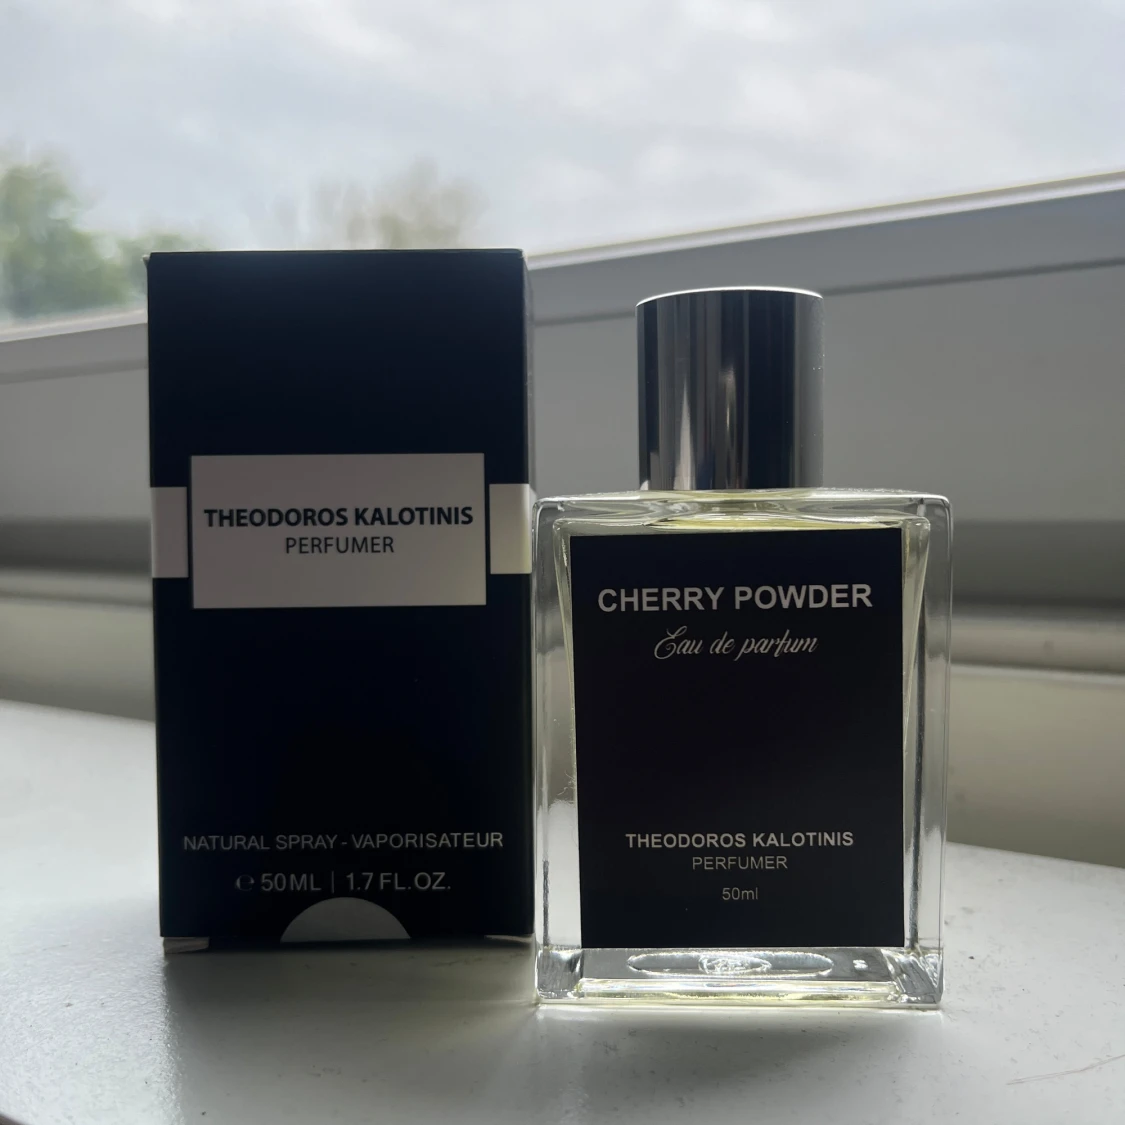 THEODOROS KALOTINIS
PERFUMER
NATURAL SPRAY - VAPORISATEUR
℮ 50ML | 1.7 FL.OZ.
CHERRY POWDER
Eau de parfum
THEODOROS KALOTINIS
PERFUMER
50ml